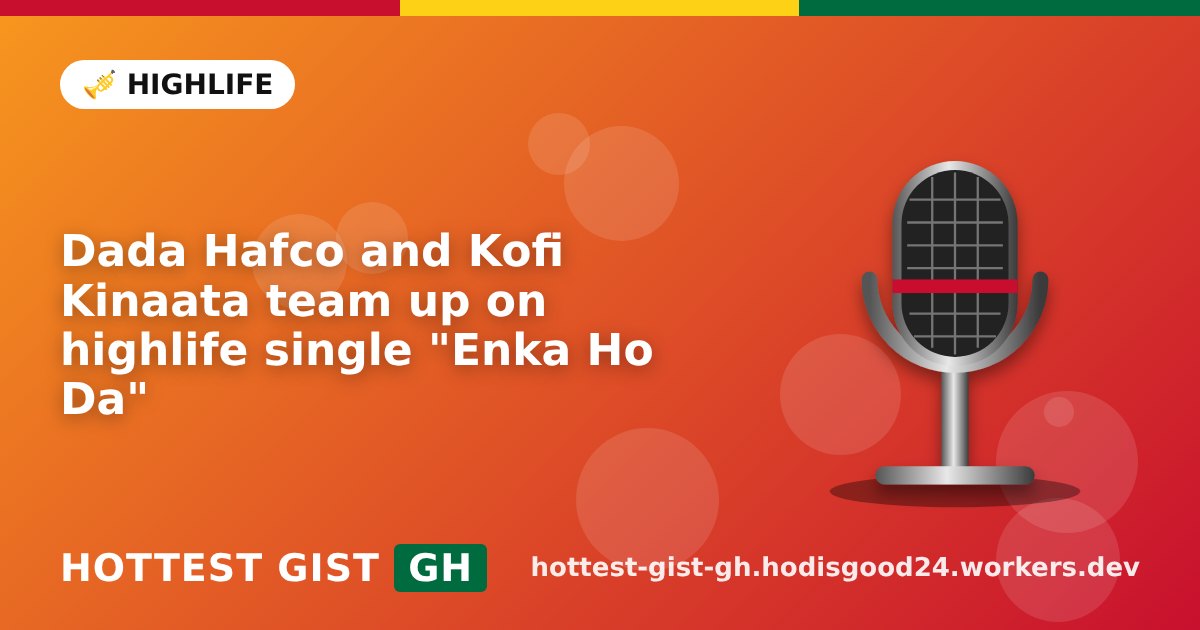 🎺 HIGHLIFE
Dada Hafco and Kofi
Kinaata team up on
highlife single "Enka Ho
Da"
HOTTEST GIST GH
hottest-gist-gh.hodisgood24.workers.dev